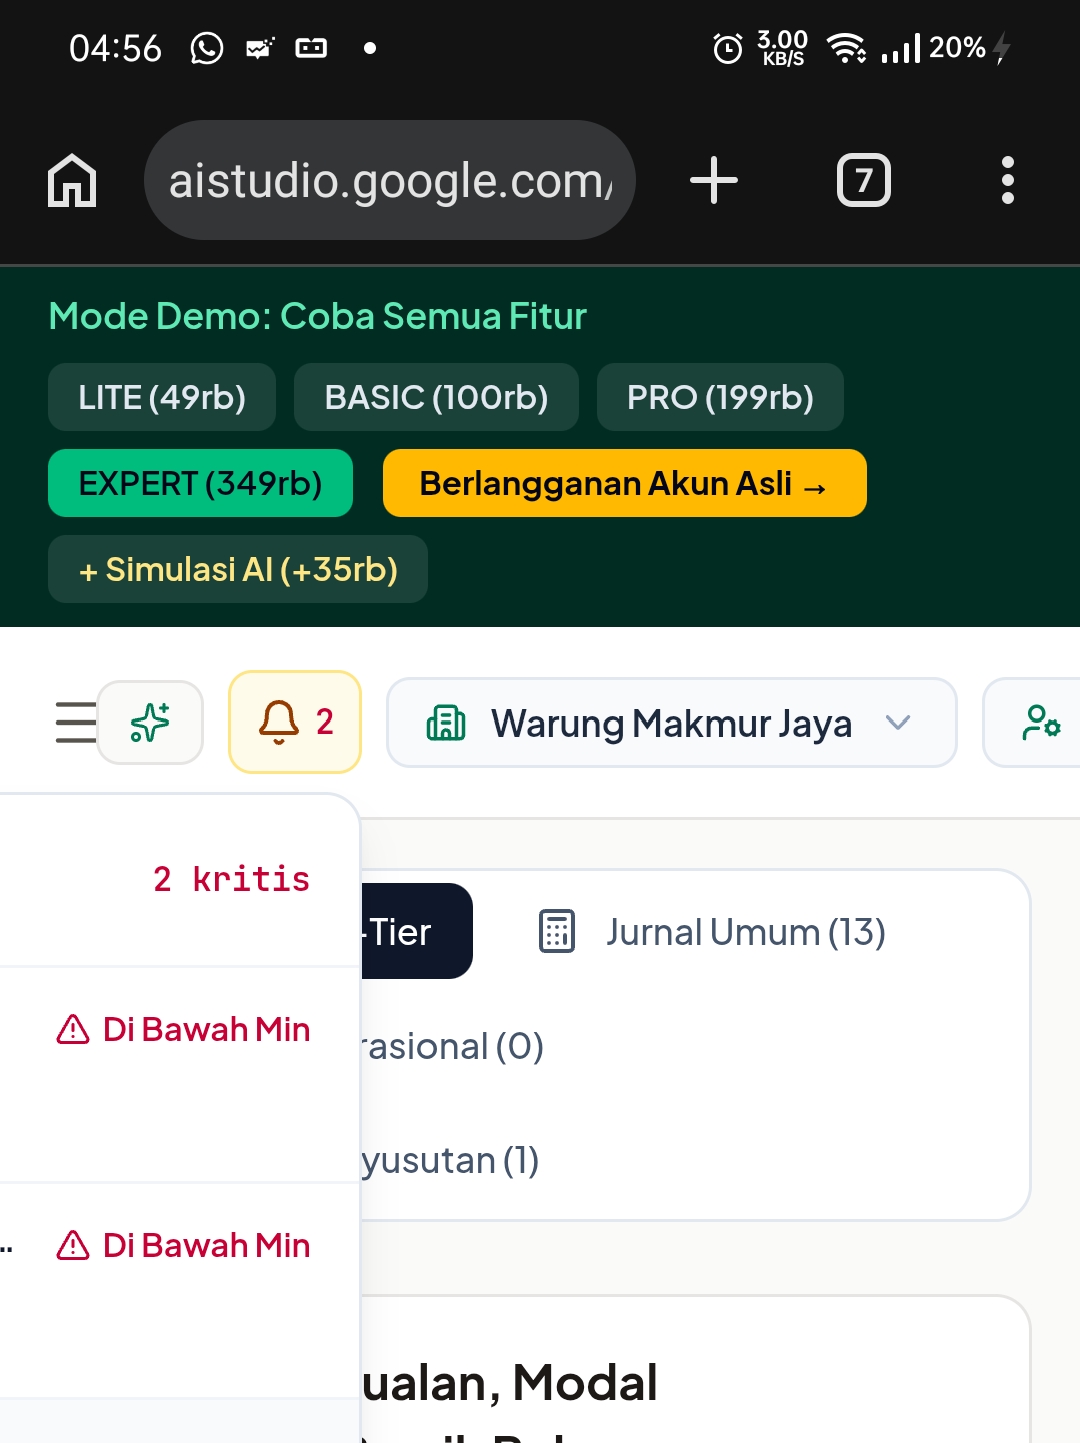 04:56 3.00 KB/S 20%
aistudio.google.com/ 7
Mode Demo: Coba Semua Fitur
LITE (49rb) BASIC (100rb) PRO (199rb)
EXPERT (349rb) Berlangganan Akun Asli →
+ Simulasi AI (+35rb)
2 Warung Makmur Jaya
2 kritis
-Tier Jurnal Umum (13)
Di Bawah Min
rasional (0)
yusutan (1)
.. Di Bawah Min
ualan, Modal